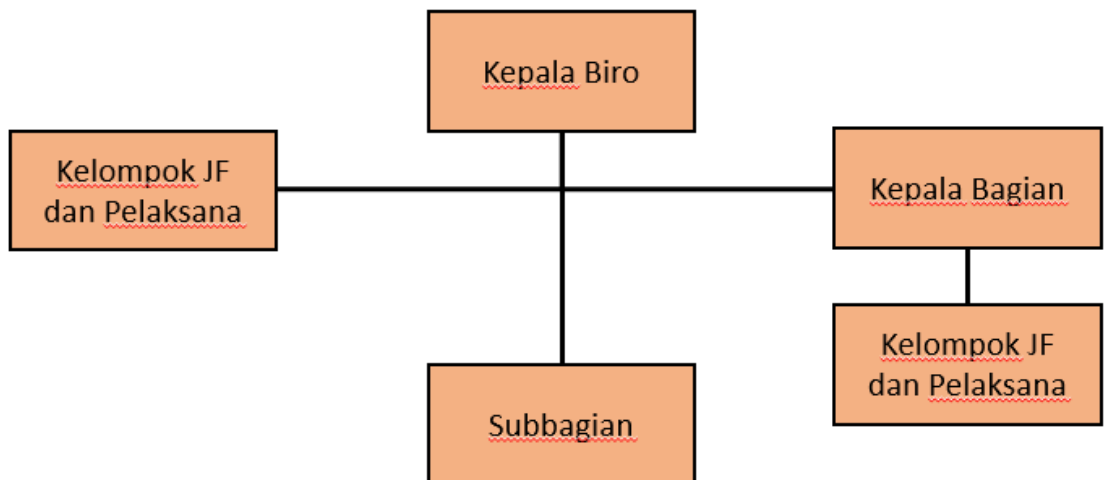 Kepala Biro
Kelompok JF
dan Pelaksana
Kepala Bagian
Kelompok JF
dan Pelaksana
Subbagian